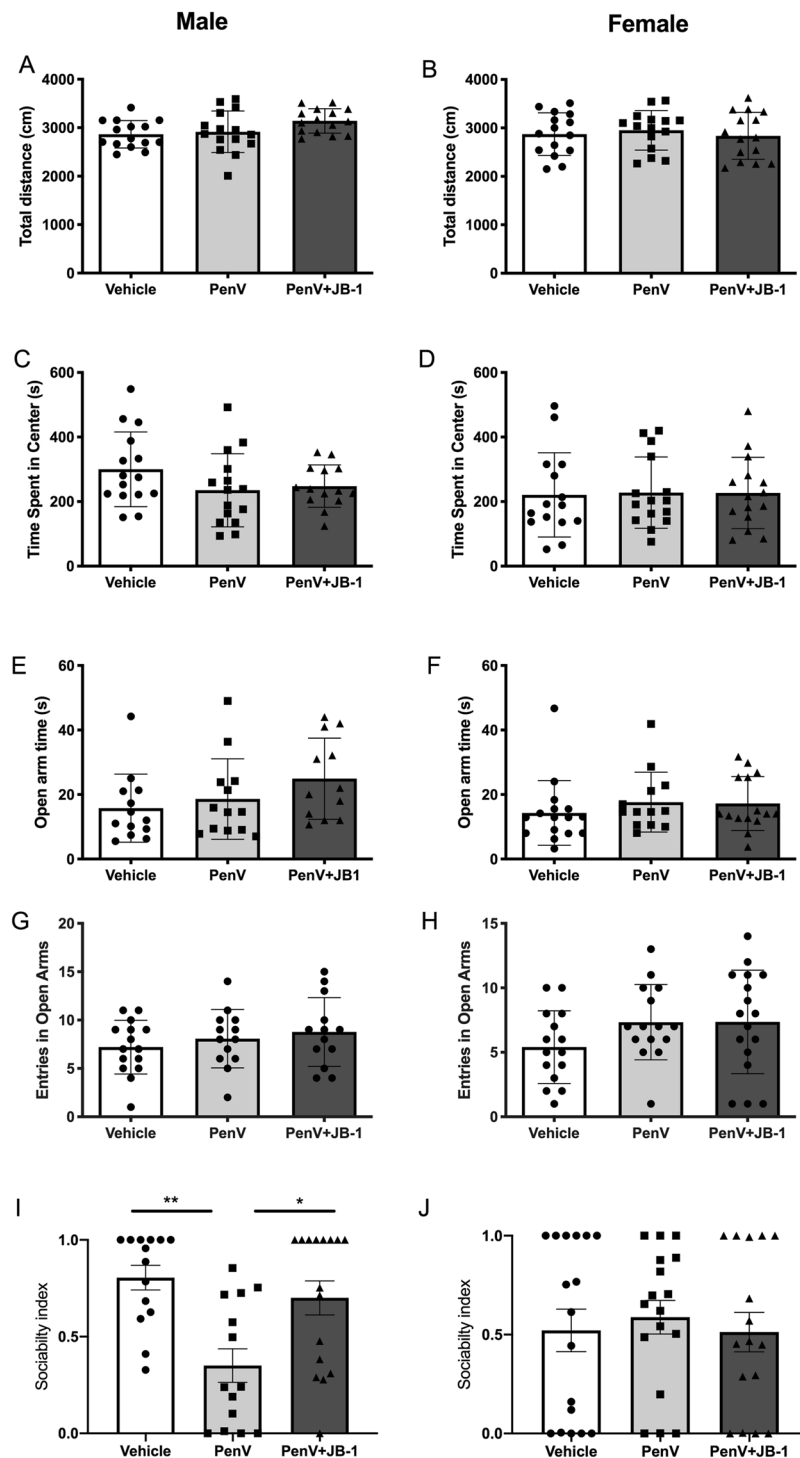 Male
Female
A
Total distance (cm)
4000
3000
2000
1000
0
Vehicle PenV PenV+JB-1
B
Total distance (cm)
4000
3000
2000
1000
0
Vehicle PenV PenV+JB-1
C
Time Spent in Center (s)
600
400
200
0
Vehicle PenV PenV+JB-1
D
Time Spent in Center (s)
600
400
200
0
Vehicle PenV PenV+JB-1
E
Open arm time (s)
60
40
20
0
Vehicle PenV PenV+JB1
F
Open arm time (s)
60
40
20
0
Vehicle PenV PenV+JB-1
G
Entries in Open Arms
20
15
10
5
0
Vehicle PenV PenV+JB-1
H
Entries in Open Arms
15
10
5
0
Vehicle PenV PenV+JB-1
I
** *
Sociabilty index
1.0
0.5
0.0
Vehicle PenV PenV+JB-1
J
Sociability index
1.0
0.5
0.0
Vehicle PenV PenV+JB-1